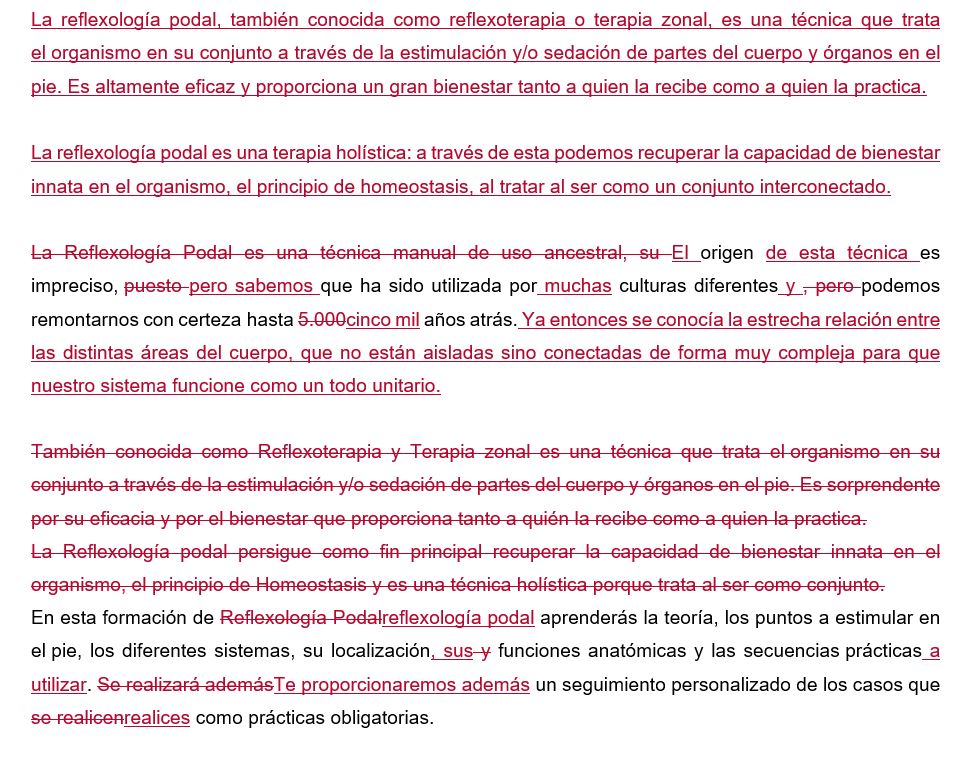 La reflexología podal, también conocida como reflexoterapia o terapia zonal, es una técnica que trata
el organismo en su conjunto a través de la estimulación y/o sedación de partes del cuerpo y órganos en el
pie. Es altamente eficaz y proporciona un gran bienestar tanto a quien la recibe como a quien la practica.
La reflexología podal es una terapia holística: a través de esta podemos recuperar la capacidad de bienestar
innata en el organismo, el principio de homeostasis, al tratar al ser como un conjunto interconectado.
La Reflexología Podal es una técnica manual de uso ancestral, su El origen de esta técnica es
impreciso, puesto pero sabemos que ha sido utilizada por muchas culturas diferentes y , pero podemos
remontarnos con certeza hasta 5.000cinco mil años atrás. Ya entonces se conocía la estrecha relación entre
las distintas áreas del cuerpo, que no están aisladas sino conectadas de forma muy compleja para que
nuestro sistema funcione como un todo unitario.
También conocida como Reflexoterapia y Terapia zonal es una técnica que trata el organismo en su
conjunto a través de la estimulación y/o sedación de partes del cuerpo y órganos en el pie. Es sorprendente
por su eficacia y por el bienestar que proporciona tanto a quién la recibe como a quien la practica.
La Reflexología podal persigue como fin principal recuperar la capacidad de bienestar innata en el
organismo, el principio de Homeostasis y es una técnica holística porque trata al ser como conjunto.
En esta formación de Reflexología Podalreflexología podal aprenderás la teoría, los puntos a estimular en
el pie, los diferentes sistemas, su localización, sus y funciones anatómicas y las secuencias prácticas a
utilizar. Se realizará ademásTe proporcionaremos además un seguimiento personalizado de los casos que
se realicenrealices como prácticas obligatorias.